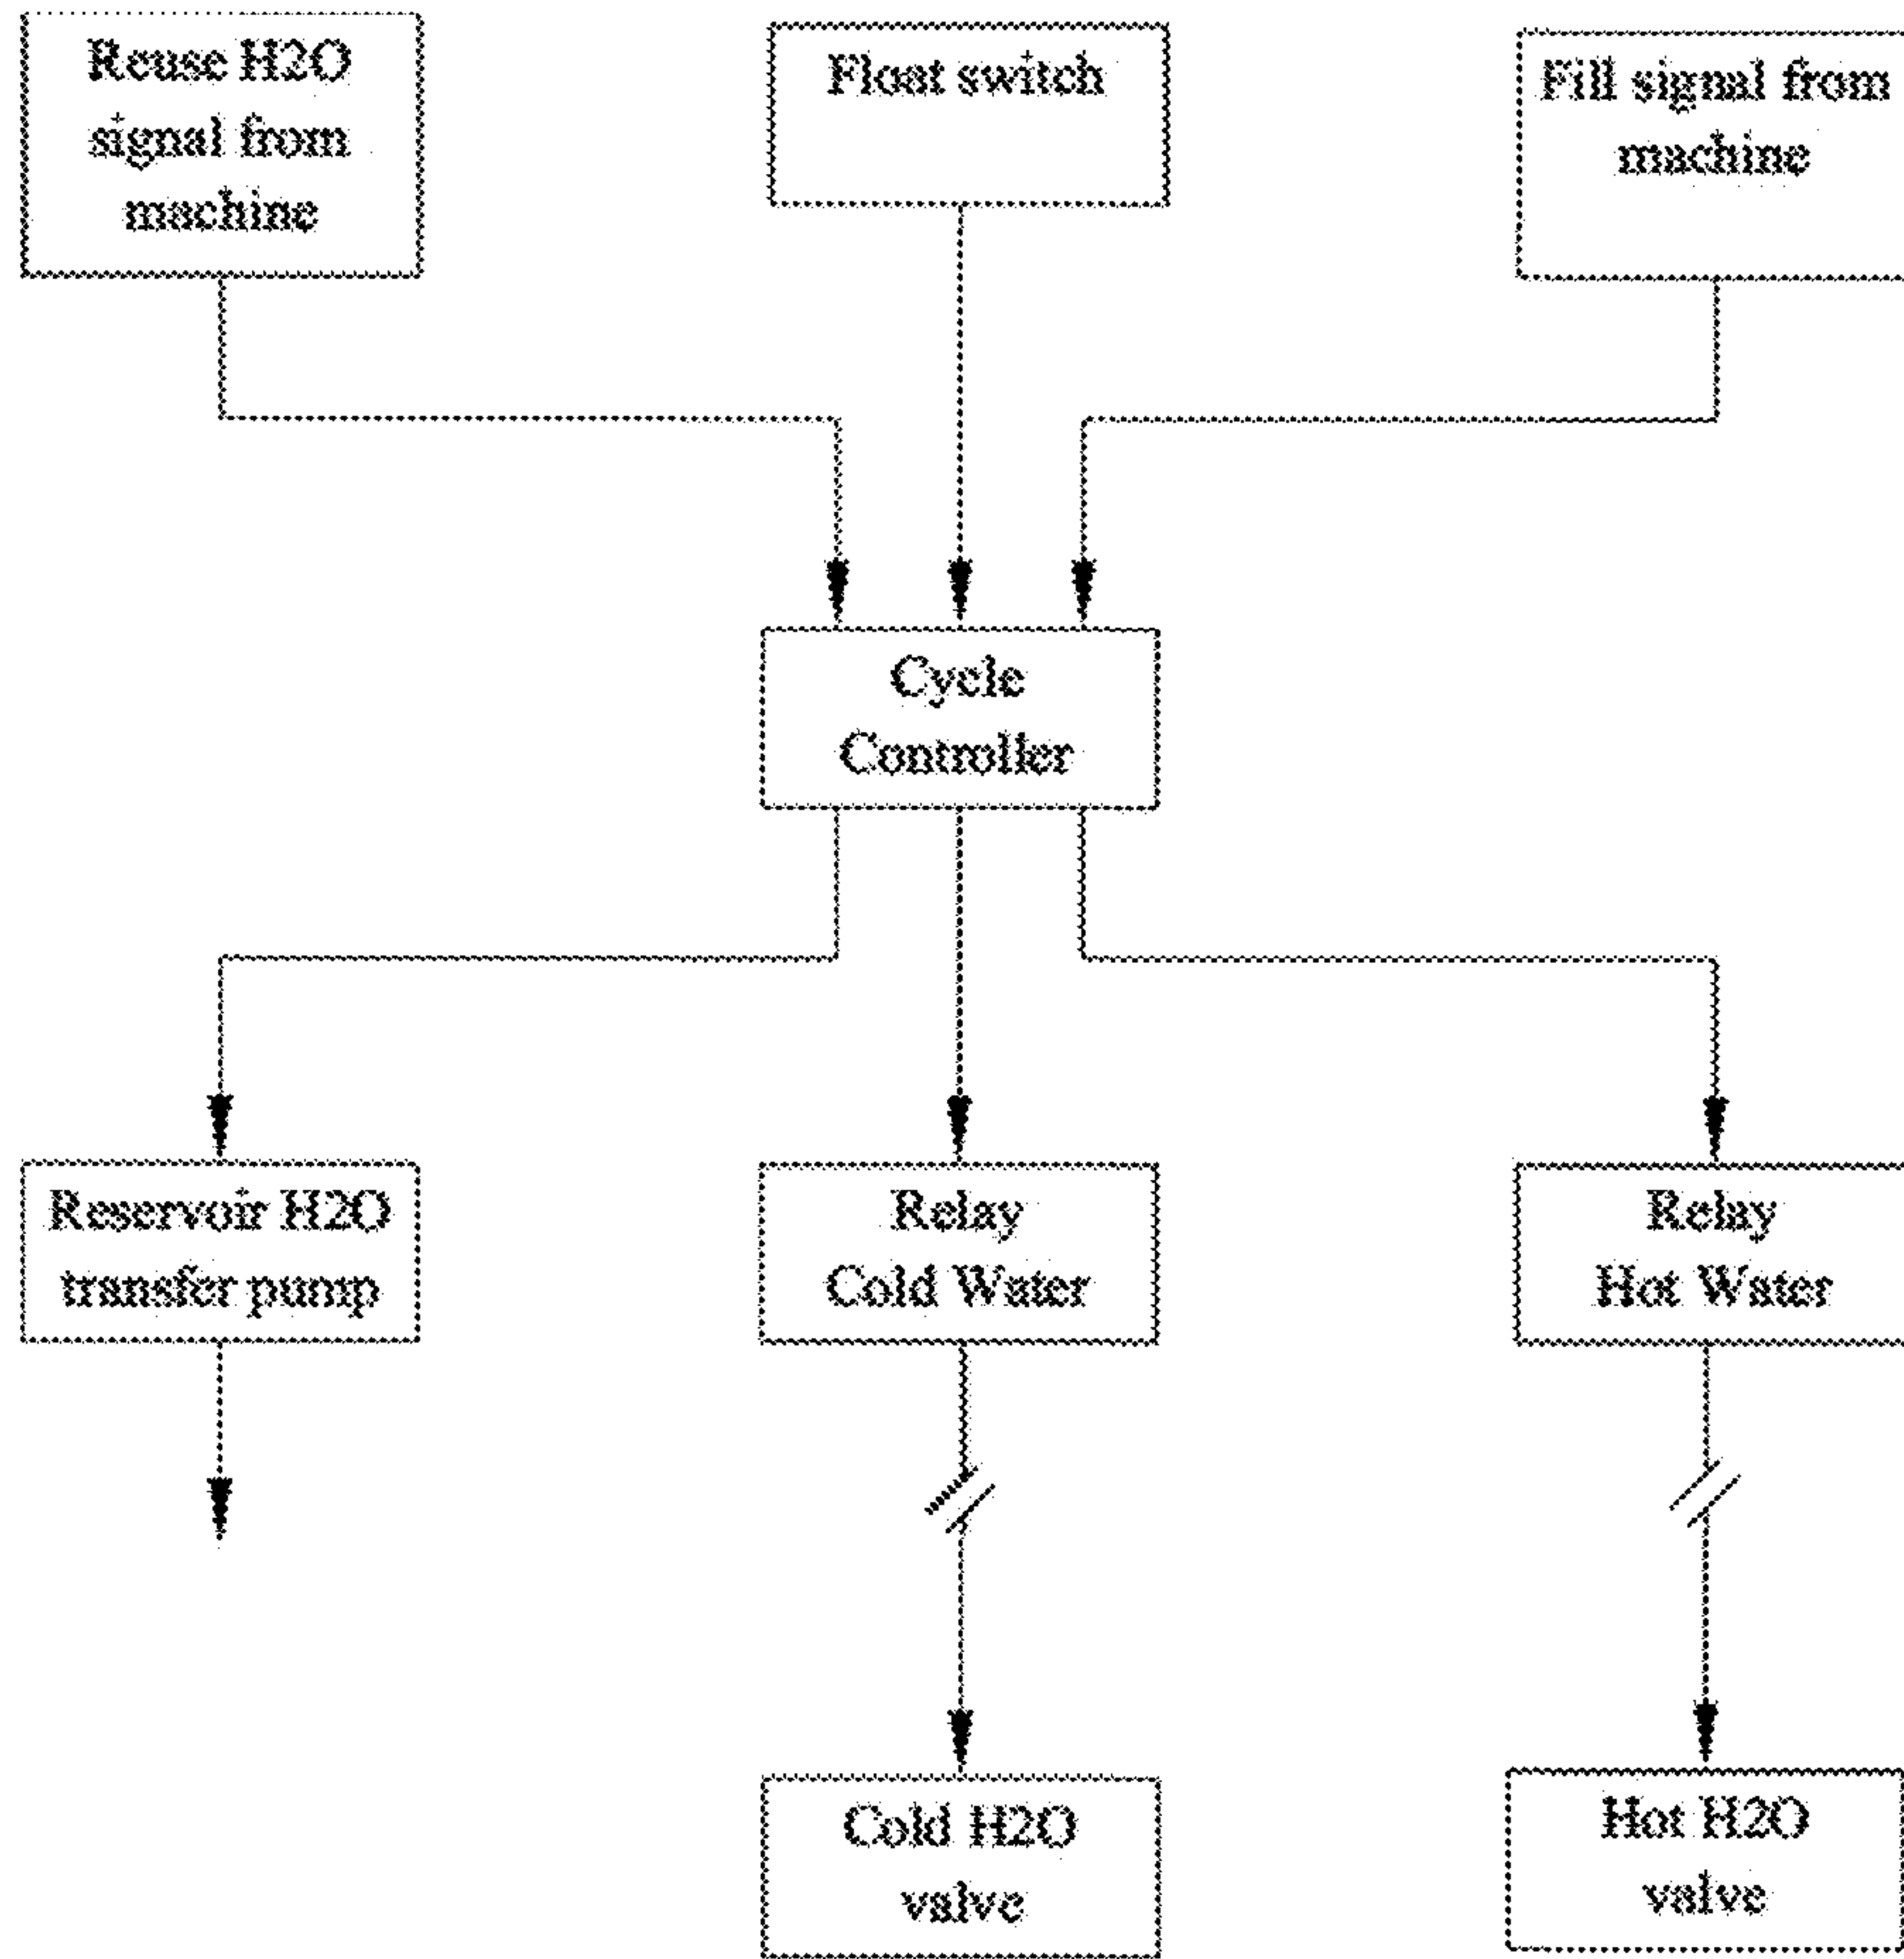 Reuse H2O
signal from
machine
Float switch
Fill signal from
machine
Cycle
Controller
Reservoir H2O
transfer pump
Relay
Cold Water
Relay
Hot Water
Cold H2O
valve
Hot H2O
valve